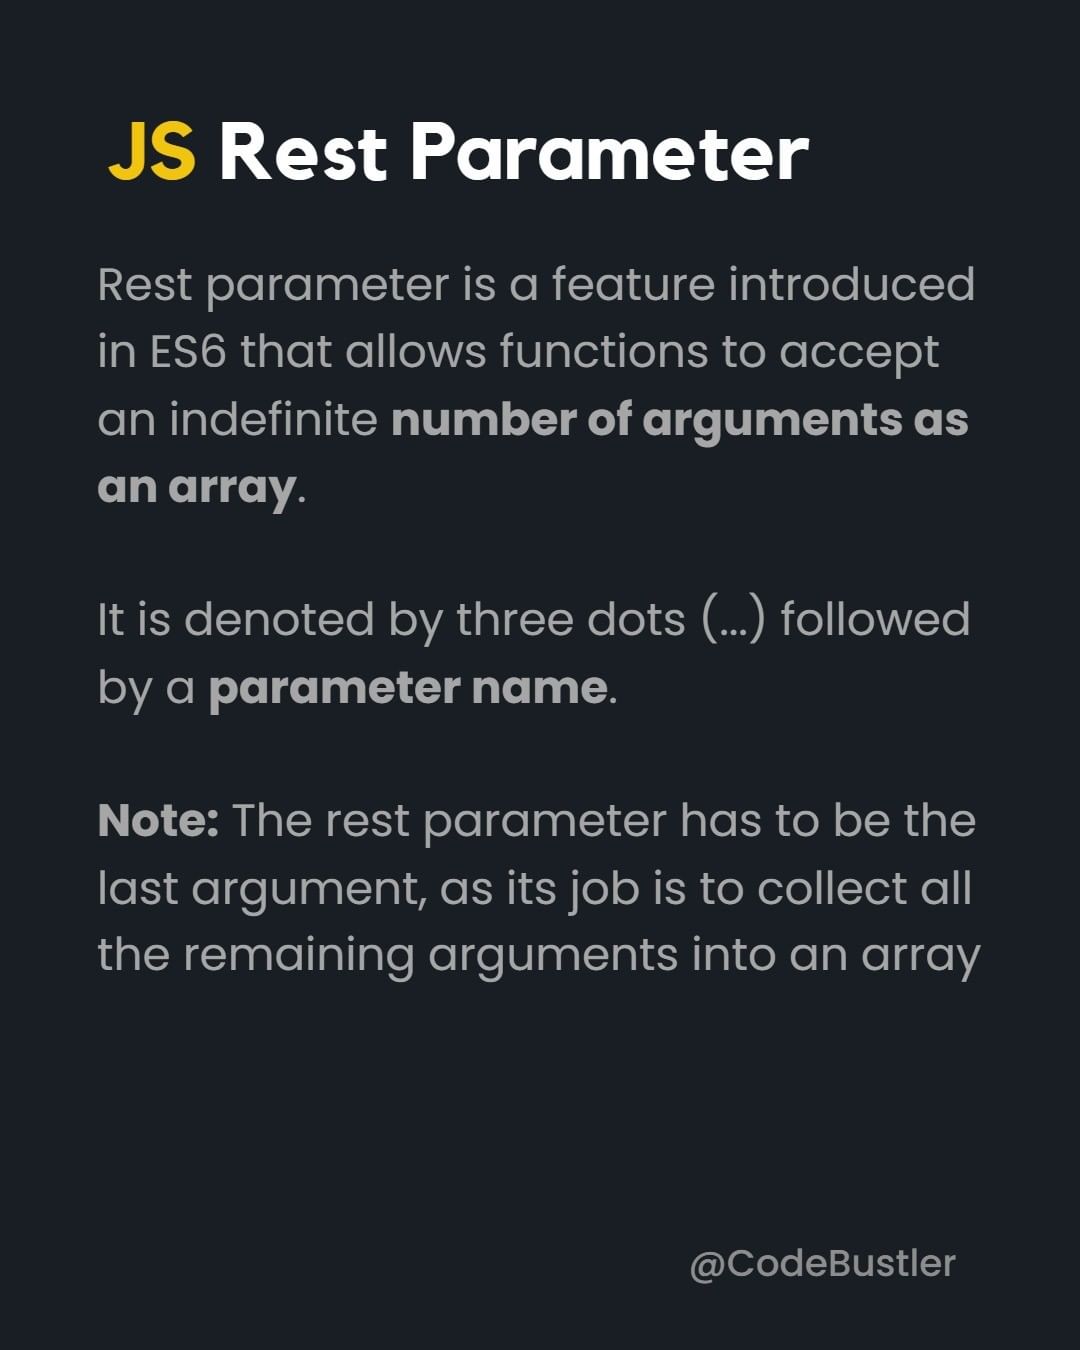 JS Rest Parameter
Rest parameter is a feature introduced
in ES6 that allows functions to accept
an indefinite number of arguments as
an array.
It is denoted by three dots (...) followed
by a parameter name.
Note: The rest parameter has to be the
last argument, as its job is to collect all
the remaining arguments into an array
@CodeBustler